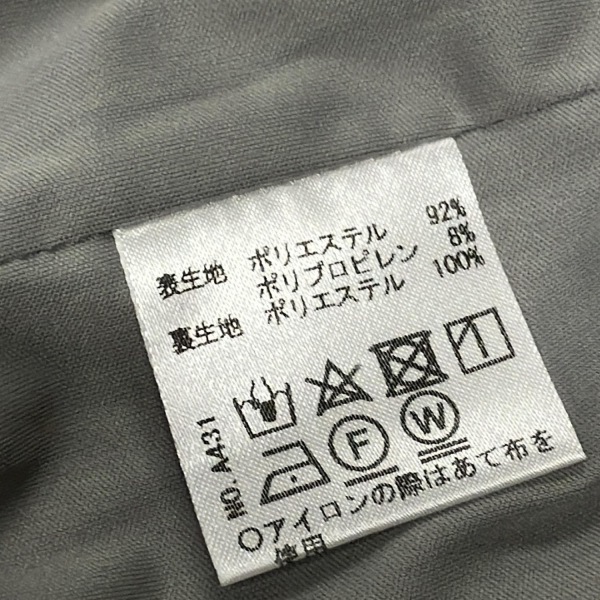 表生地 ポリエステル 92%
ポリプロピレン 8%
裏生地 ポリエステル 100%
NO. A431
F
W
○アイロンの際はあて布を
使用